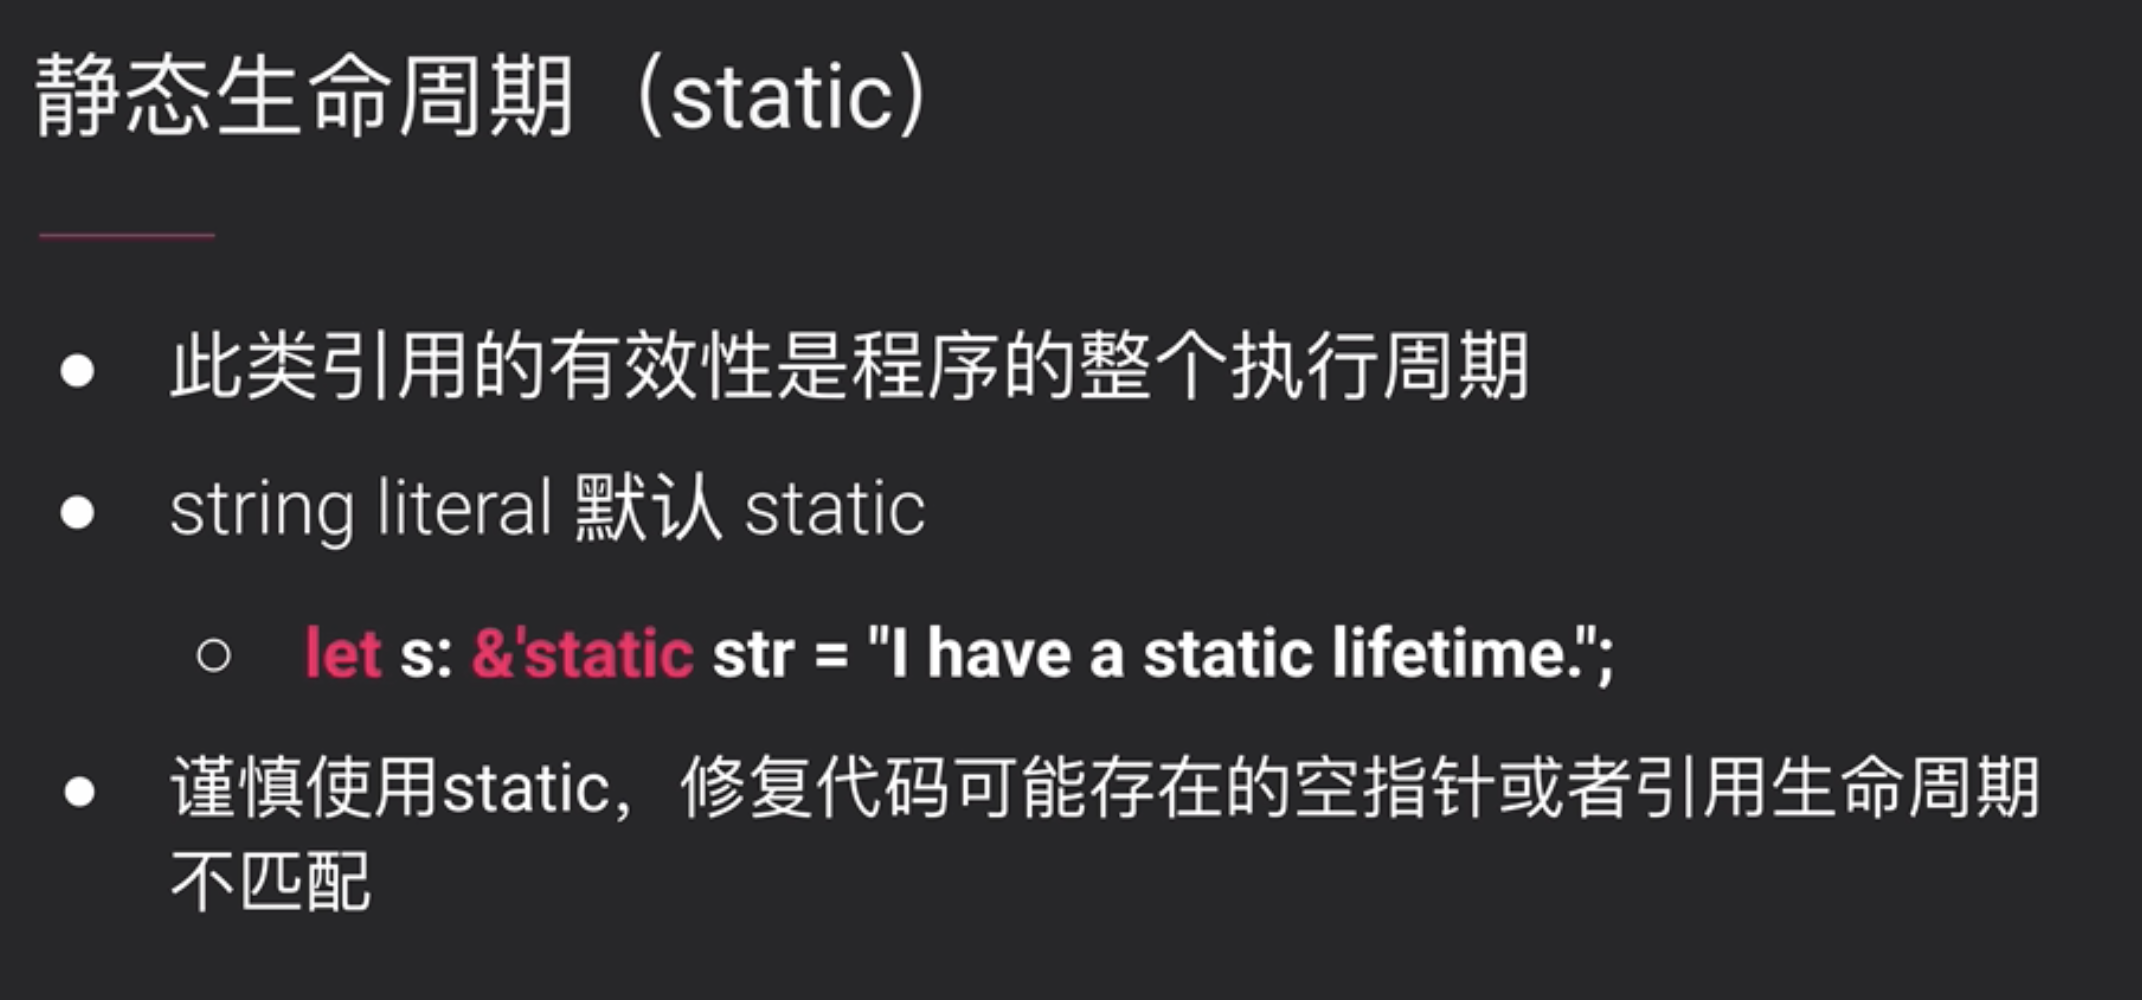 静态生命周期（static）
此类引用的有效性是程序的整个执行周期
string literal 默认 static
let s: &'static str = "I have a static lifetime.";
谨慎使用static，修复代码可能存在的空指针或者引用生命周期
不匹配